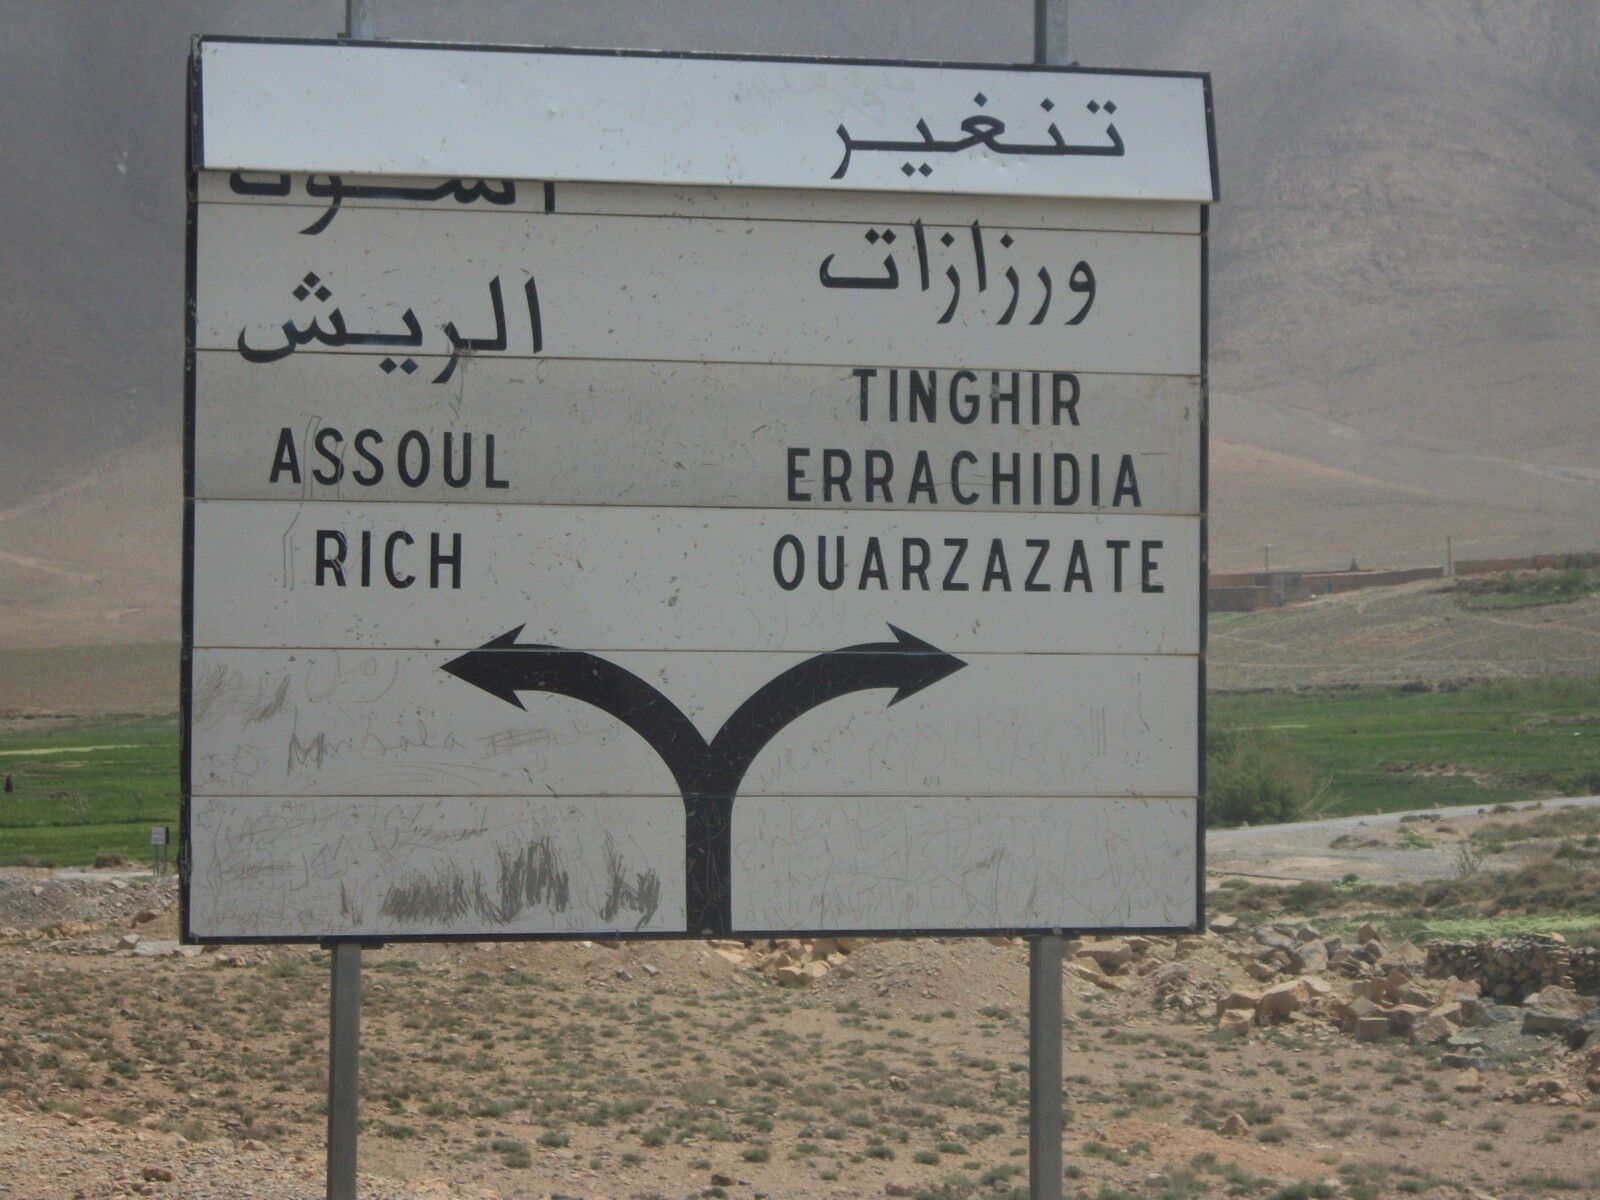 تنغير
ورزازات
الريش
ASSOUL
RICH
TINGHIR
ERRACHIDIA
OUARZAZATE